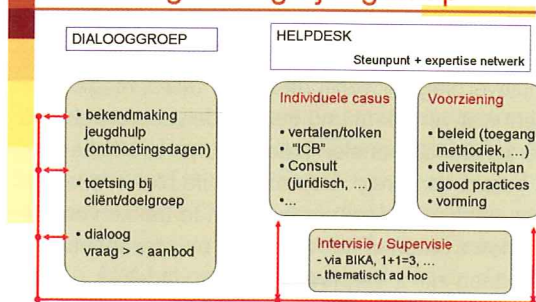 DIALOOGGROEP
• bekendmaking
jeugdhulp
(ontmoetingsdagen)
• toetsing bij
cliënt/doelgroep
• dialoog
vraag > < aanbod
HELPDESK
Steunpunt + expertise netwerk
Individuele casus
• vertalen/tolken
• "ICB"
• Consult
(juridisch, ...)
•...
Voorziening
• beleid (toegang
methodiek, ...)
• diversiteitplan
• good practices
• vorming
Intervisie / Supervisie
- via BIKA, 1+1=3, ...
- thematisch ad hoc